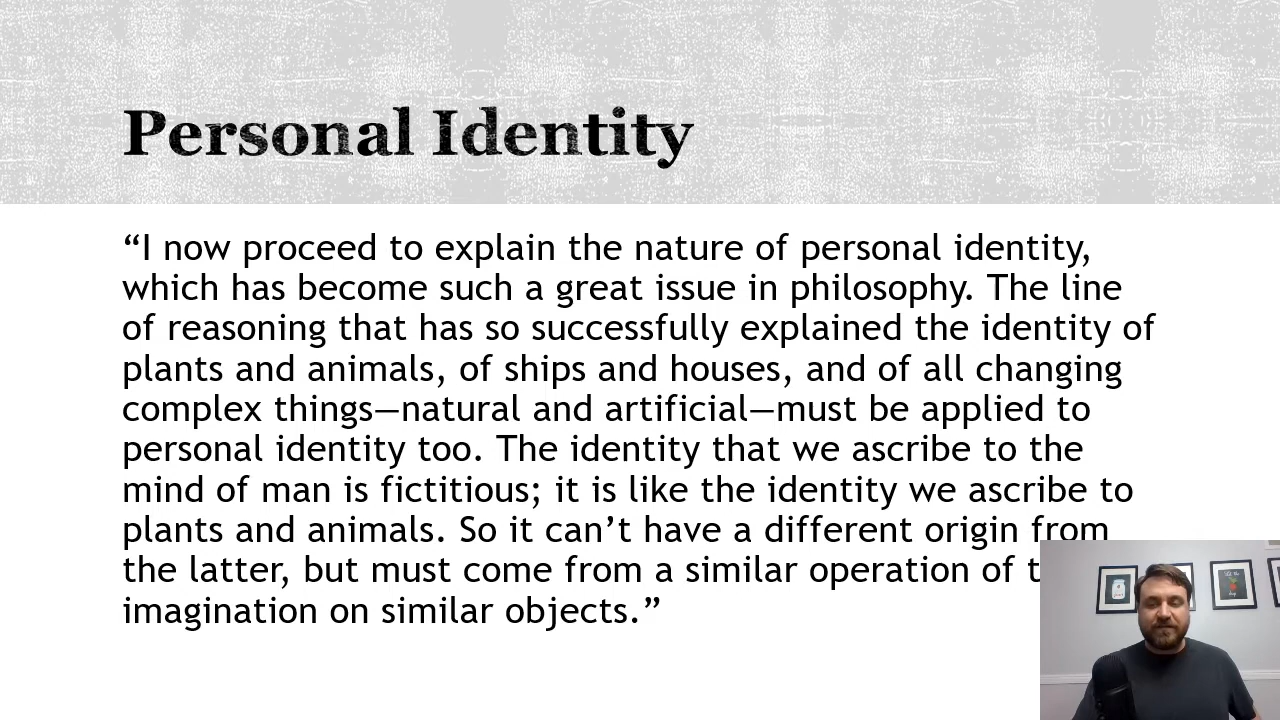 Personal Identity
“I now proceed to explain the nature of personal identity,
which has become such a great issue in philosophy. The line
of reasoning that has so successfully explained the identity of
plants and animals, of ships and houses, and of all changing
complex things—natural and artificial—must be applied to
personal identity too. The identity that we ascribe to the
mind of man is fictitious; it is like the identity we ascribe to
plants and animals. So it can’t have a different origin from
the latter, but must come from a similar operation of
imagination on similar objects.”